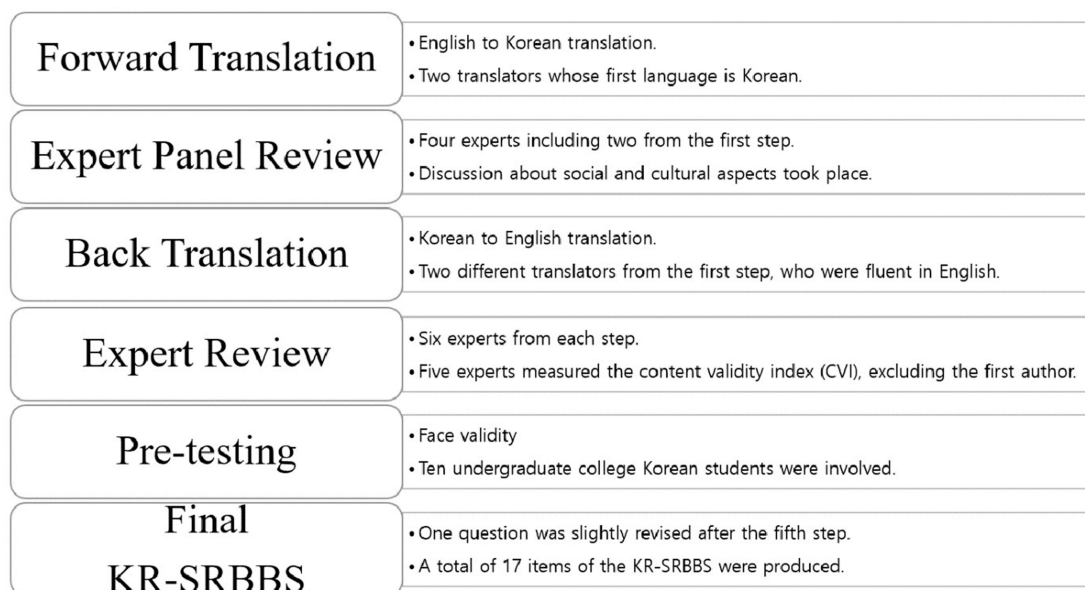 Forward Translation
• English to Korean translation.
• Two translators whose first language is Korean.
Expert Panel Review
• Four experts including two from the first step.
• Discussion about social and cultural aspects took place.
Back Translation
• Korean to English translation.
• Two different translators from the first step, who were fluent in English.
Expert Review
• Six experts from each step.
• Five experts measured the content validity index (CVI), excluding the first author.
Pre-testing
• Face validity
• Ten undergraduate college Korean students were involved.
Final
KR-SRBBS
• One question was slightly revised after the fifth step.
• A total of 17 items of the KR-SRBBS were produced.